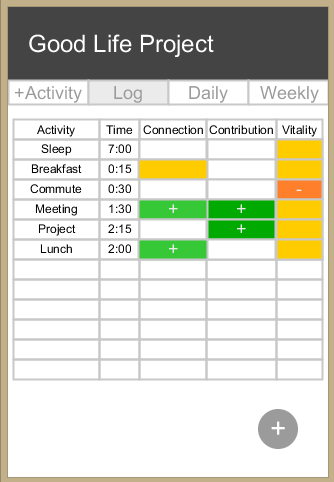 Good Life Project
+Activity Log Daily Weekly
Activity Time Connection Contribution Vitality
Sleep 7:00
Breakfast 0:15
Commute 0:30 -
Meeting 1:30 + +
Project 2:15 +
Lunch 2:00 +
+